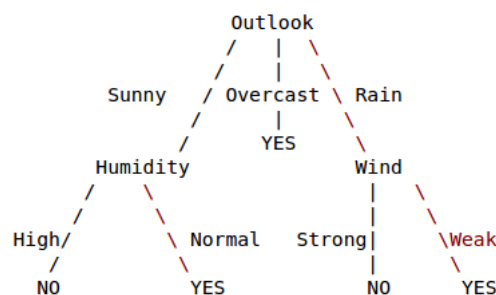 Outlook
Sunny Overcast Rain
YES
Humidity Wind
High Normal Strong Weak
NO YES NO YES